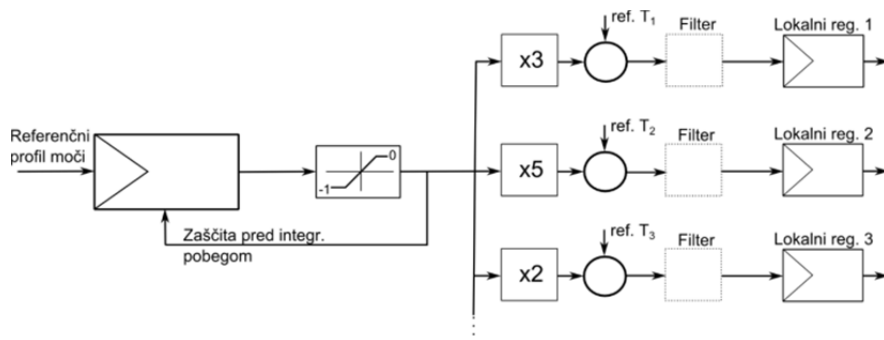 ref. T1
Filter
Lokalni reg. 1
x3
Referenčni
profil moči
0
-1
ref. T2
Filter
Lokalni reg. 2
x5
Zaščita pred integr.
pobegom
ref. T3
Filter
Lokalni reg. 3
x2